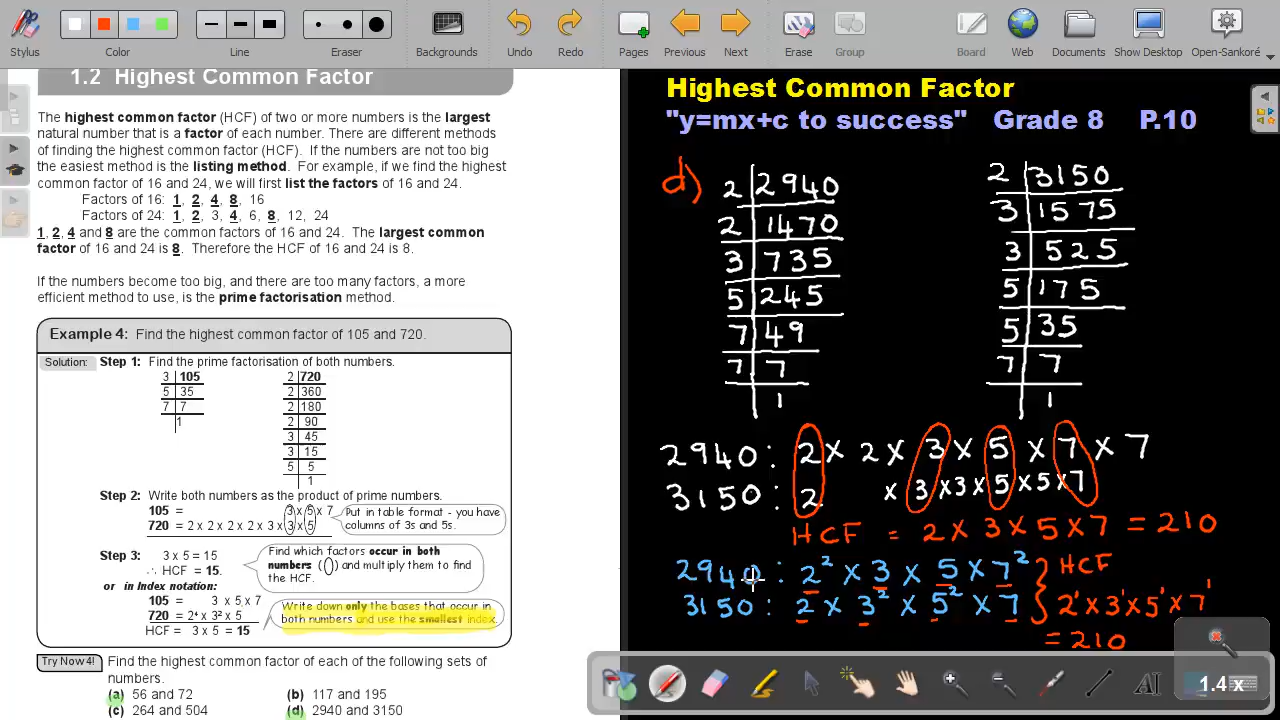 Stylus Color Line Eraser Backgrounds Undo Redo Pages Previous Next Erase Group Board Web Documents Show Desktop Open-Sankoré
1.2 Highest Common Factor
The highest common factor (HCF) of two or more numbers is the largest
natural number that is a factor of each number. There are different methods
of finding the highest common factor (HCF). If the numbers are not too big
the easiest method is the listing method. For example, if we find the highest
common factor of 16 and 24, we will first list the factors of 16 and 24.
Factors of 16: 1, 2, 4, 8, 16
Factors of 24: 1, 2, 3, 4, 6, 8, 12, 24
1, 2, 4 and 8 are the common factors of 16 and 24. The largest common
factor of 16 and 24 is 8. Therefore the HCF of 16 and 24 is 8.
If the numbers become too big, and there are too many factors, a more
efficient method to use, is the prime factorisation method.
Example 4: Find the highest common factor of 105 and 720.
Solution: Step 1: Find the prime factorisation of both numbers.
3 105 2 720
5 35 2 360
7 7 2 180
1 2 90
3 45
3 15
5 5
1
Step 2: Write both numbers as the product of prime numbers.
105 = 3 x 5 x 7
720 = 2 x 2 x 2 x 2 x 3 x 3 x 5
Put in table format - you have
columns of 3s and 5s.
Step 3: 3 x 5 = 15
∴ HCF = 15.
Find which factors occur in both
numbers () and multiply them to find
the HCF.
or in Index notation:
105 = 3 x 5 x 7
720 = 2⁴ x 3² x 5
HCF = 3 x 5 = 15
Write down only the bases that occur in
both numbers and use the smallest index.
Try Now 4! Find the highest common factor of each of the following sets of
numbers.
(a) 56 and 72 (b) 117 and 195
(c) 264 and 504 (d) 2940 and 3150
Highest Common Factor
"y=mx+c to success" Grade 8 P.10
d)
2 2940 2 3150
2 1470 3 1575
3 735 3 525
5 245 5 175
7 49 5 35
7 7 7 7
1 1
2940: 2 x 2 x 3 x 5 x 7 x 7
3150: 2 x 3 x 3 x 5 x 5 x 7
HCF = 2 x 3 x 5 x 7 = 210
2940: 2² x 3 x 5 x 7² } HCF
3150: 2 x 3² x 5² x 7 } 2¹ x 3¹ x 5¹ x 7¹
= 210
1.4 x